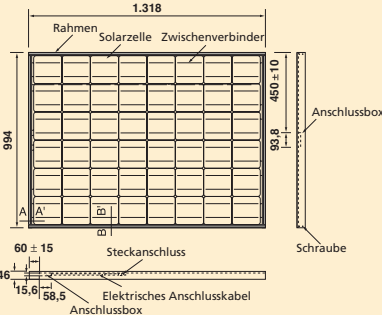 1.318
Rahmen
Solarzelle Zwischenverbinder
450 ± 10
Anschlussbox
994
93,8
A A'
B'
B
Schraube
60 ± 15
Steckanschluss
46
15,6
58,5
Elektrisches Anschlusskabel
Anschlussbox